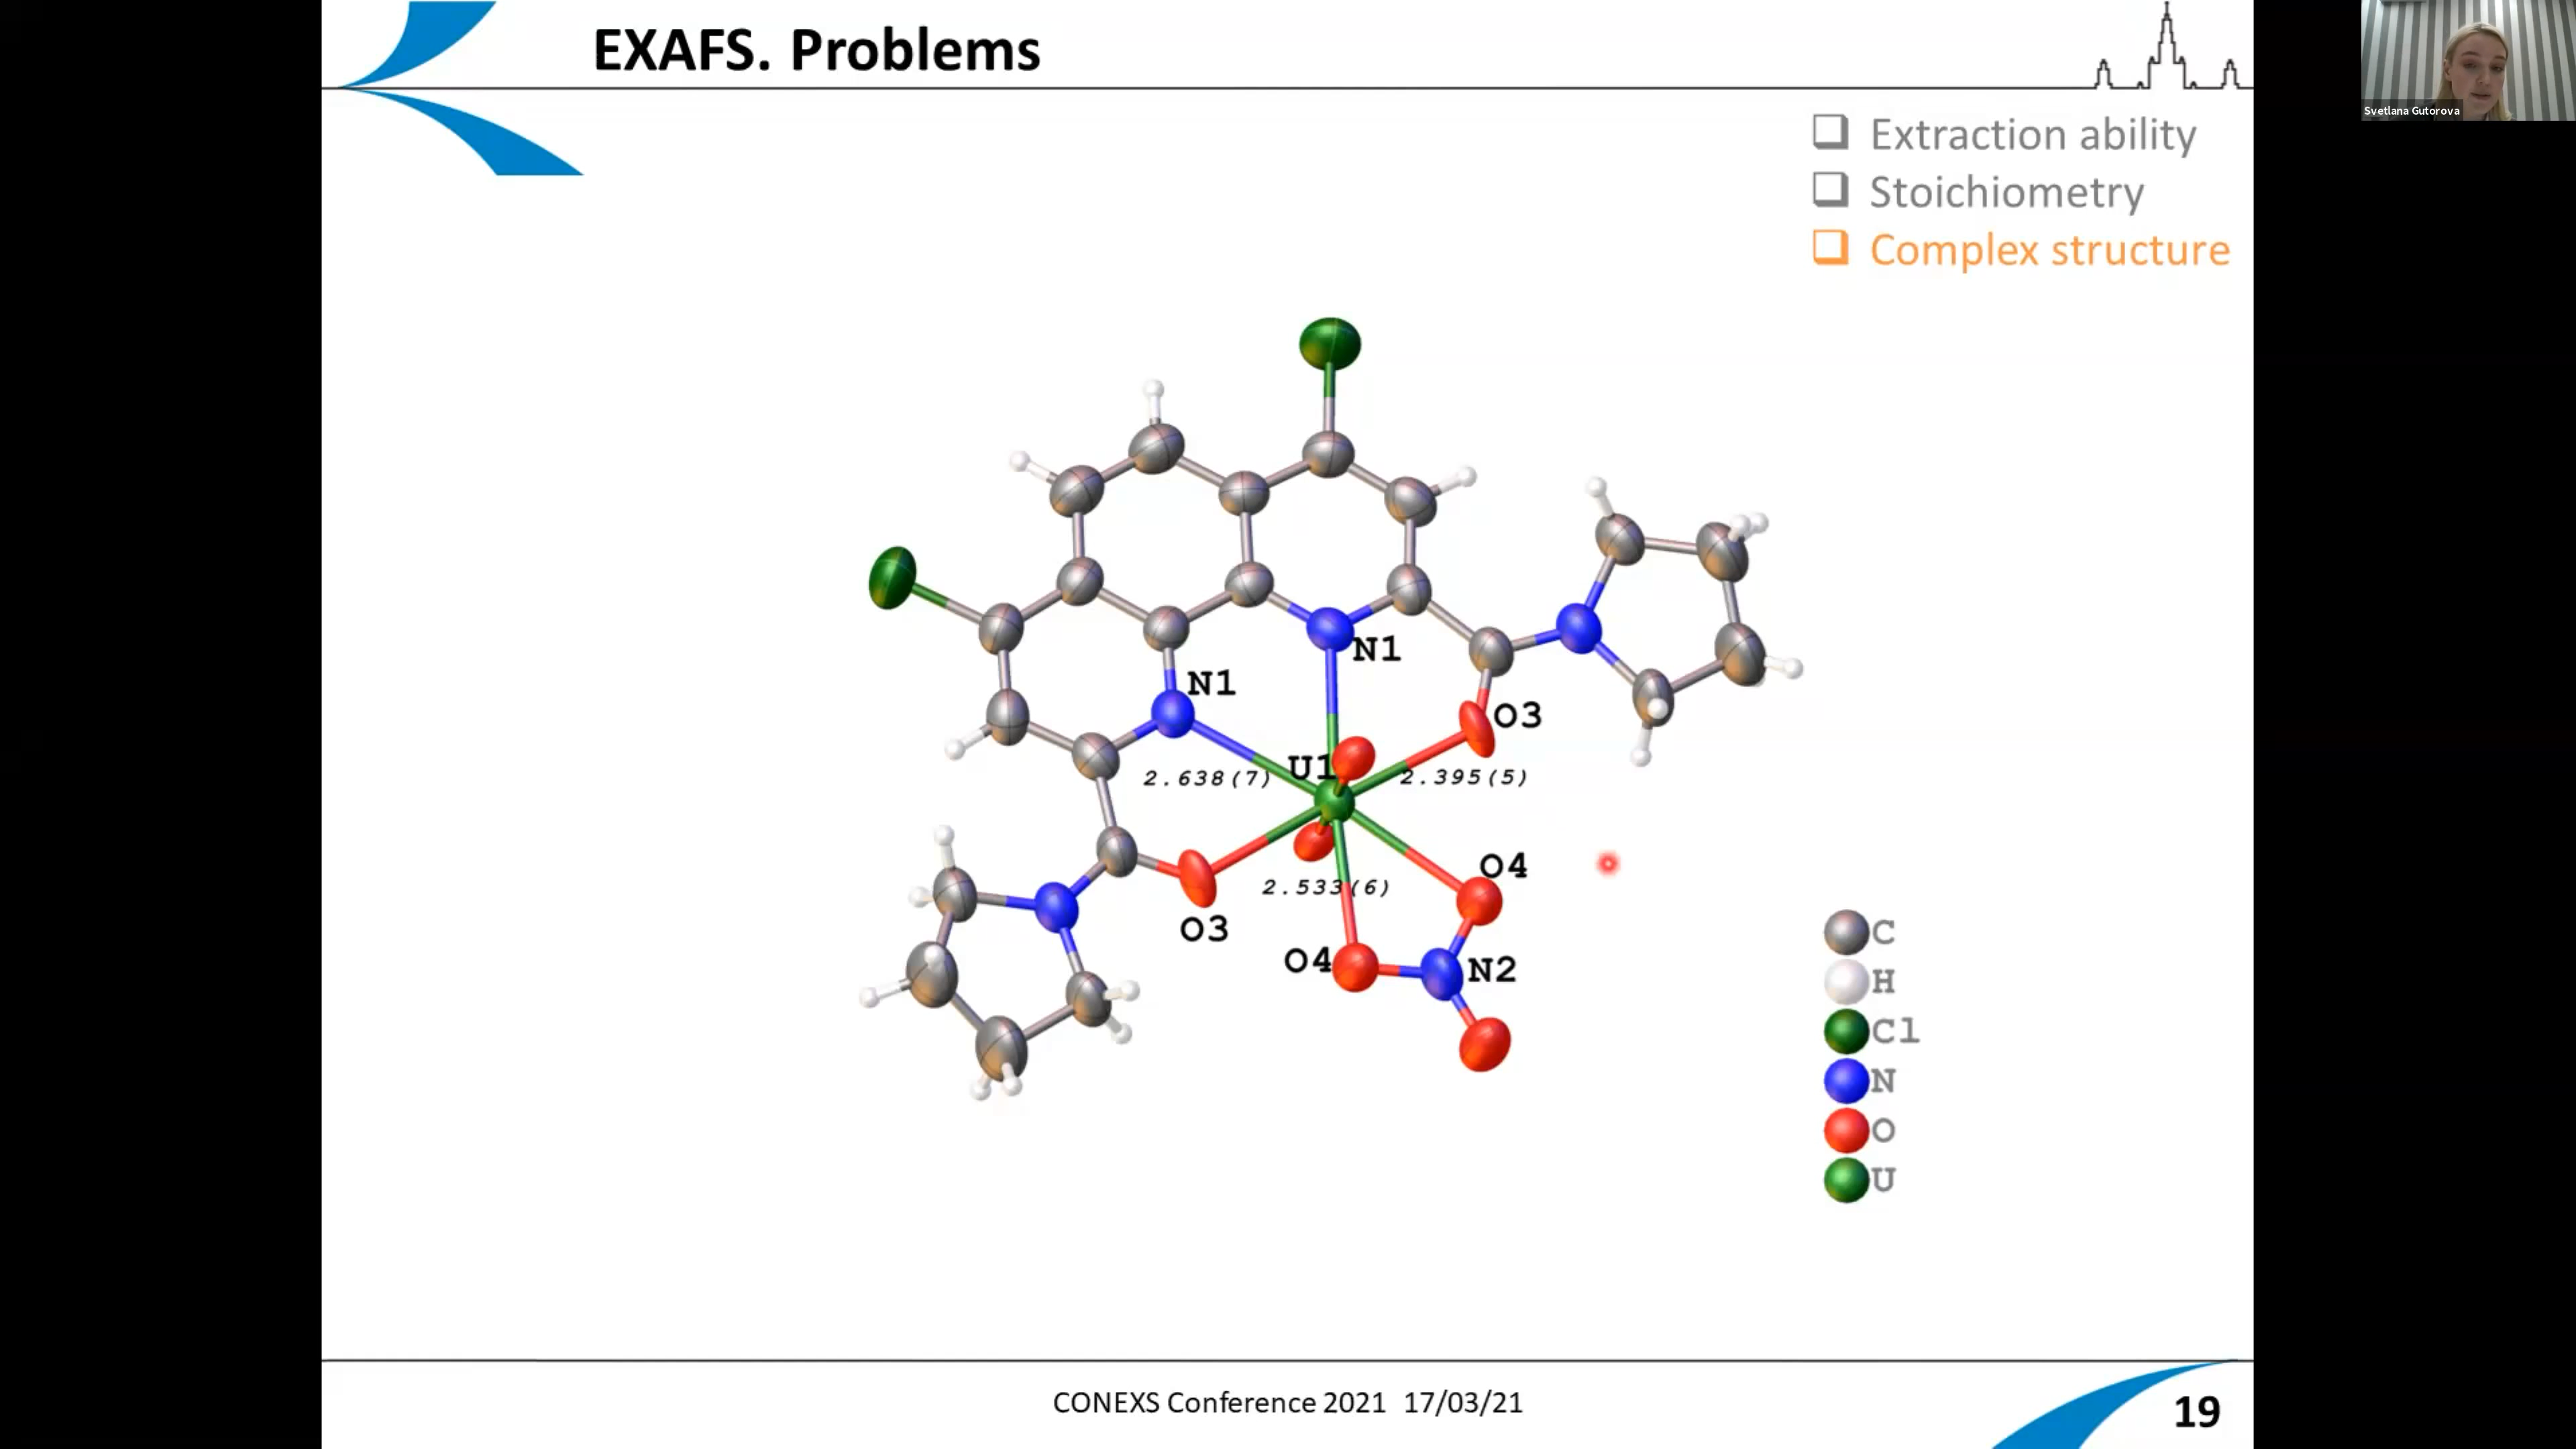 EXAFS. Problems
Svetlana Gutorova
Extraction ability
Stoichiometry
Complex structure
N1
N1
O3
U1
2.638(7)
2.395(5)
O4
2.533(6)
O3
O4
N2
C
H
Cl
N
O
U
CONEXS Conference 2021 17/03/21
19